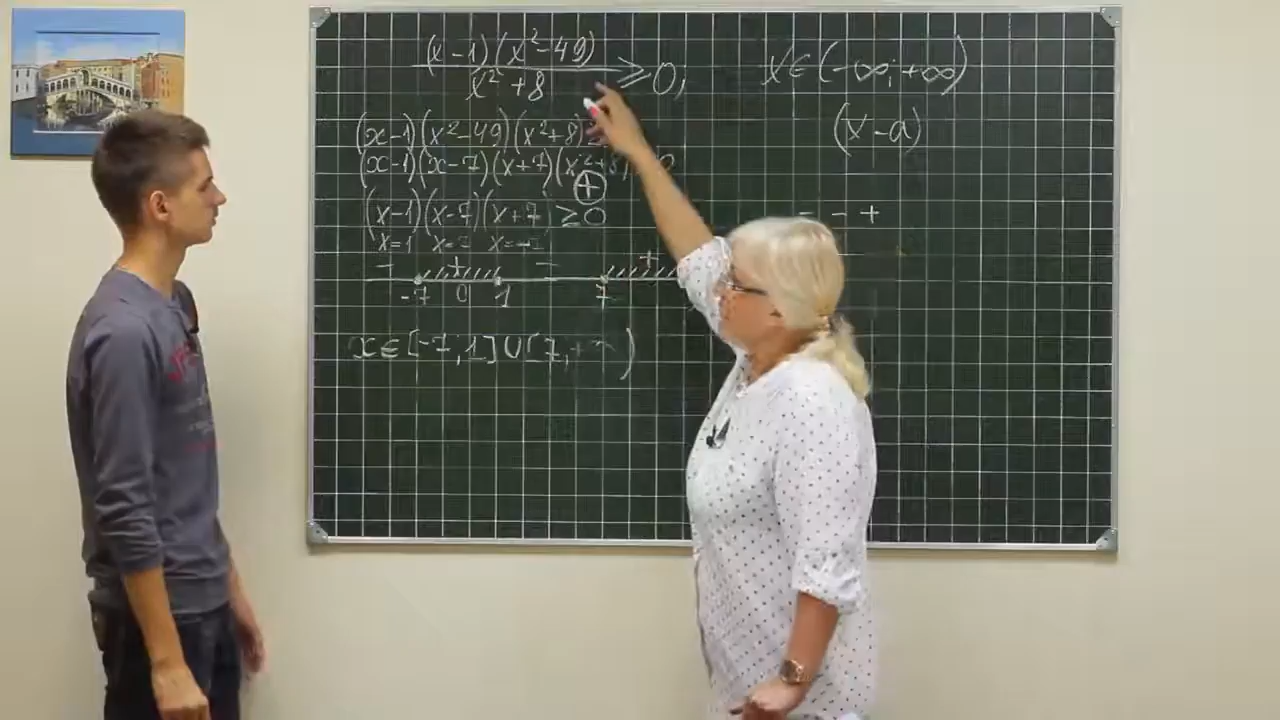 (x-1)(x²-49)
x²+8
≥0;
(x-1)(x²-49)(x²+8)≥
(x-1)(x-7)(x+7)(x²+8) 0
+
(x-1)(x-7)(x+7) ≥0
x=1 x=7 x=-7
- + - +
-7 0 1 7
x∈[-7,1]∪[7,+∞)
x∈(-∞;+∞)
(x-a)
- - +